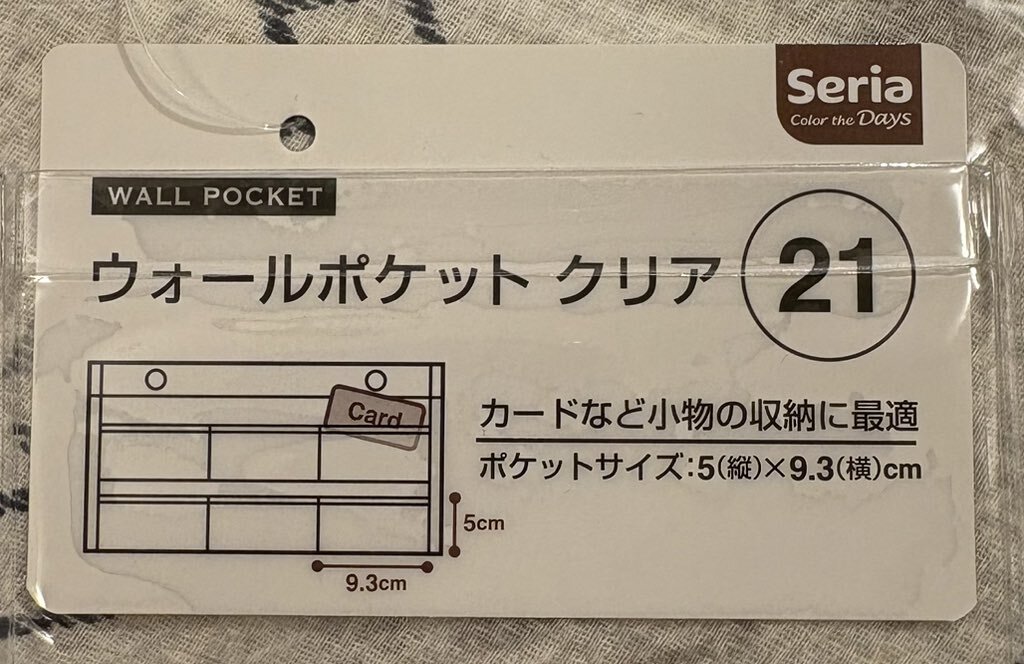 Seria
Color the Days
WALL POCKET
ウォールポケット クリア
21
Card
カードなど小物の収納に最適
ポケットサイズ:5(縦)×9.3(横)cm
5cm
9.3cm